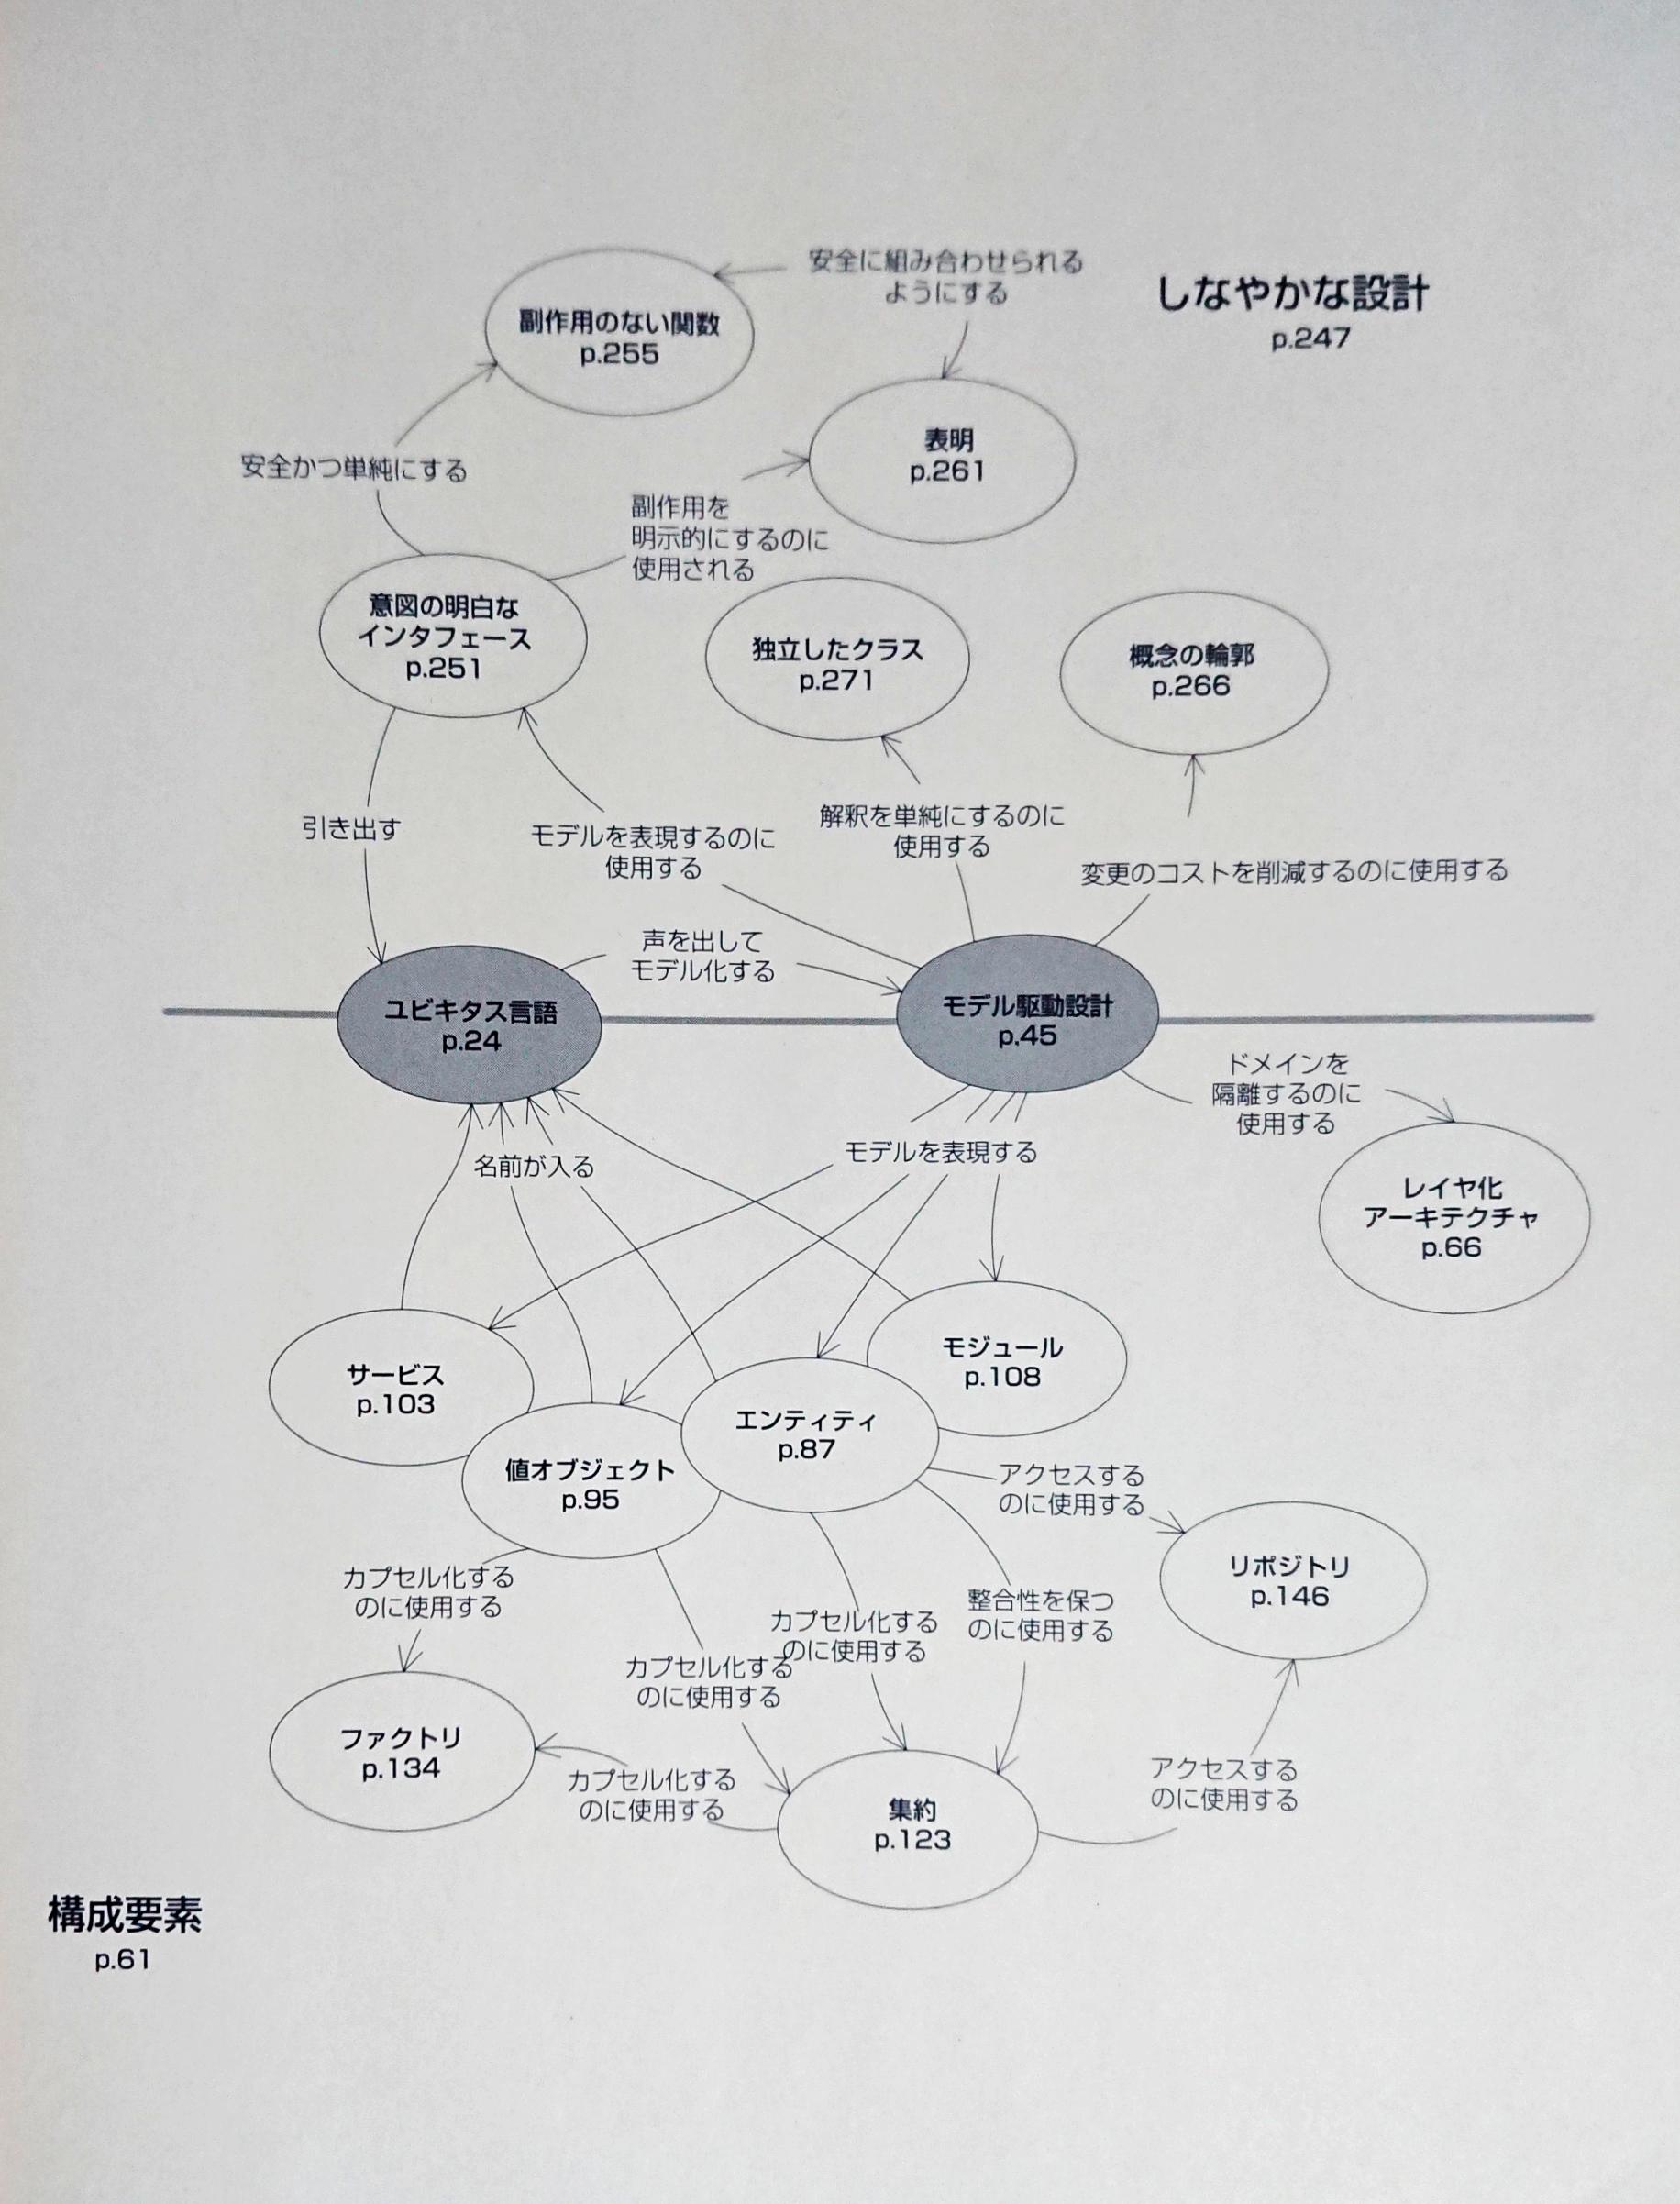 安全に組み合わせられる
ようにする
しなやかな設計
p.247
副作用のない関数
p.255
表明
p.261
安全かつ単純にする
副作用を
明示的にするのに
使用される
意図の明白な
インタフェース
p.251
独立したクラス
p.271
概念の輪郭
p.266
引き出す
モデルを表現するのに
使用する
解釈を単純にするのに
使用する
変更のコストを削減するのに使用する
声を出して
モデル化する
ユビキタス言語
p.24
モデル駆動設計
p.45
ドメインを
隔離するのに
使用する
名前が入る
モデルを表現する
レイヤ化
アーキテクチャ
p.66
サービス
p.103
モジュール
p.108
エンティティ
p.87
値オブジェクト
p.95
アクセスする
のに使用する
リポジトリ
p.146
カプセル化する
のに使用する
カプセル化する
のに使用する
整合性を保つ
のに使用する
カプセル化する
のに使用する
ファクトリ
p.134
カプセル化する
のに使用する
集約
p.123
アクセスする
のに使用する
構成要素
p.61